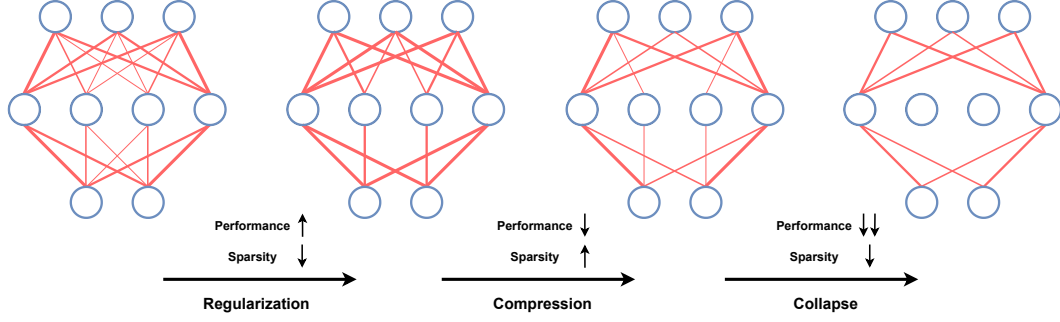 Performance
Sparsity
Regularization
Performance
Sparsity
Compression
Performance
Sparsity
Collapse